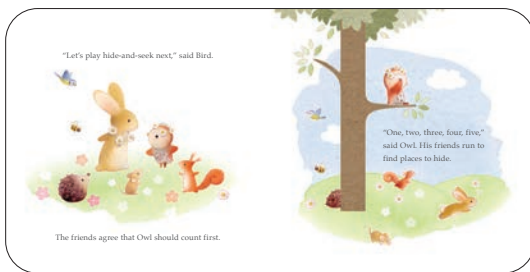 “Let’s play hide-and-seek next,” said Bird.
The friends agree that Owl should count first.
“One, two, three, four, five,”
said Owl. His friends run to
find places to hide.